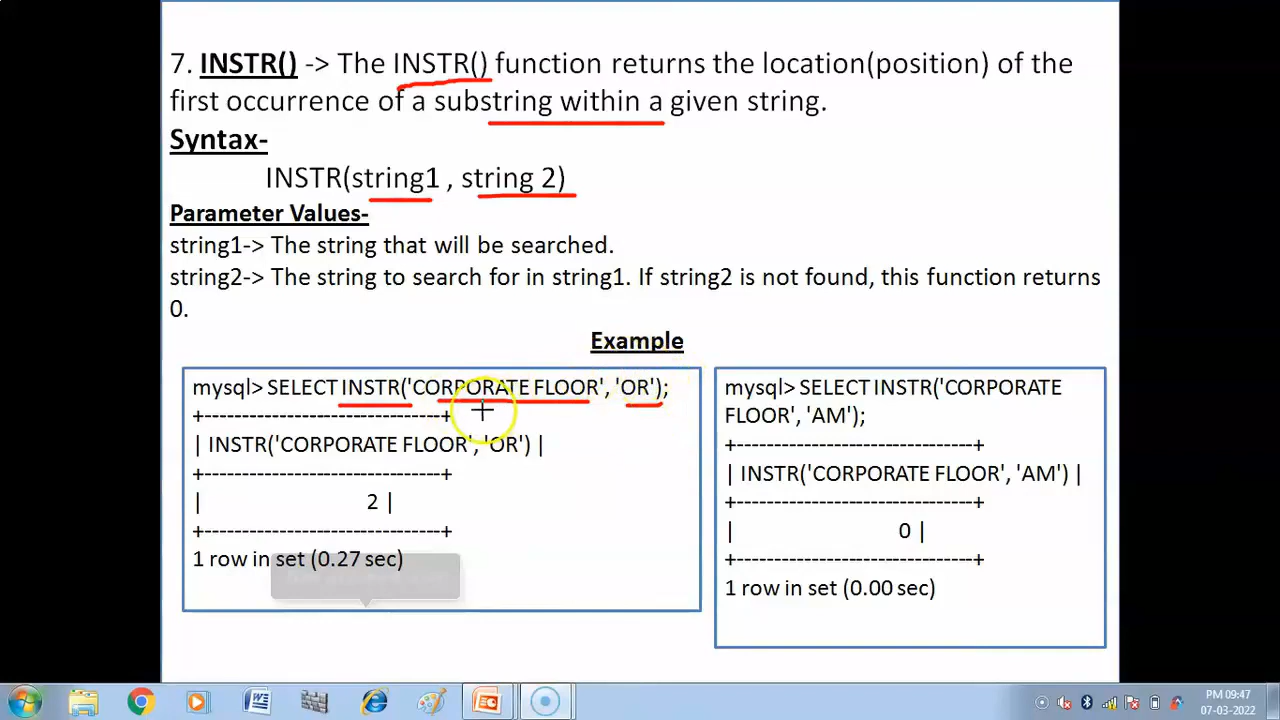 7. INSTR() -> The INSTR() function returns the location(position) of the
first occurrence of a substring within a given string.
Syntax-
INSTR(string1 , string 2)
Parameter Values-
string1-> The string that will be searched.
string2-> The string to search for in string1. If string2 is not found, this function returns
0.
Example
mysql> SELECT INSTR('CORPORATE FLOOR', 'OR');
+---------------------------------+
| INSTR('CORPORATE FLOOR', 'OR') |
+---------------------------------+
| 2 |
+---------------------------------+
1 row in set (0.27 sec)
mysql> SELECT INSTR('CORPORATE
FLOOR', 'AM');
+---------------------------------+
| INSTR('CORPORATE FLOOR', 'AM') |
+---------------------------------+
| 0 |
+---------------------------------+
1 row in set (0.00 sec)
PM 09:47
07-03-2022